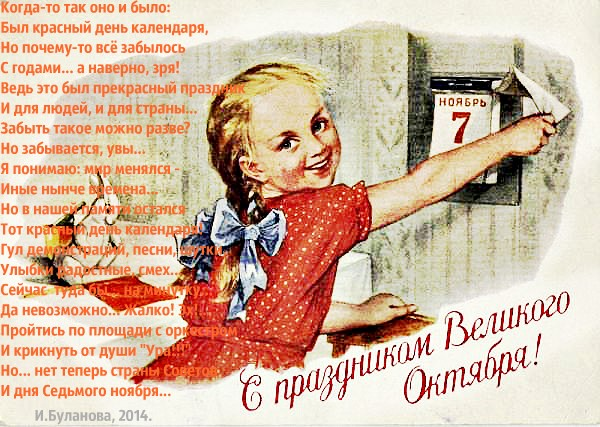 Когда-то так оно и было:
Был красный день календаря,
Но почему-то всё забылось
С годами... а наверно, зря!
Ведь это был прекрасный праздник
И для людей, и для страны...
Забыть такое можно разве?
Но забывается, увы...
Я понимаю: мир менялся -
Иные нынче времена...
Но в нашей памяти остался
Тот красный день календаря!
Гул демонстраций, песни, шутки,
Улыбки радостные, смех...
Сейчас туда бы... на минутку...
Да невозможно... Жалко!
Пройтись по площади с оркестром
И крикнуть от души "Ура!!!"
Но... нет теперь страны Советов
И дня Седьмого ноября...
И.Буланова, 2014.
НОЯБРЬ
7
С праздником Великого
Октября!